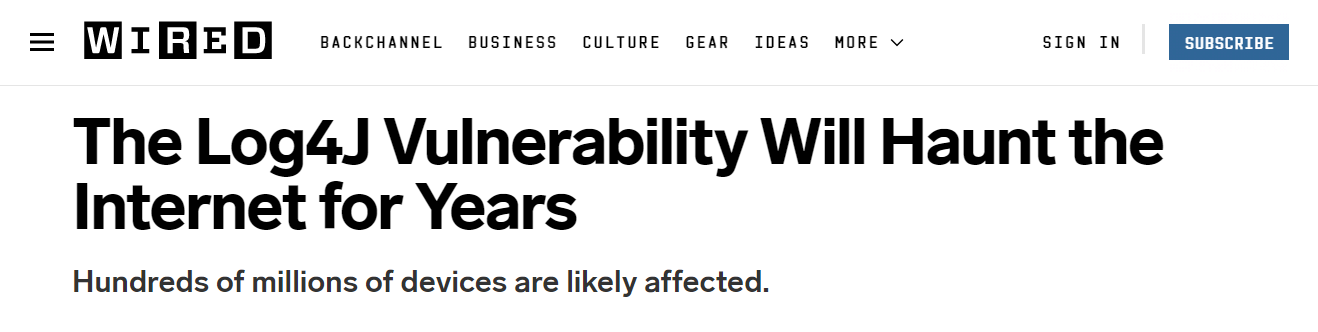 WIRED BACKCHANNEL BUSINESS CULTURE GEAR IDEAS MORE SIGN IN SUBSCRIBE
The Log4J Vulnerability Will Haunt the
Internet for Years
Hundreds of millions of devices are likely affected.